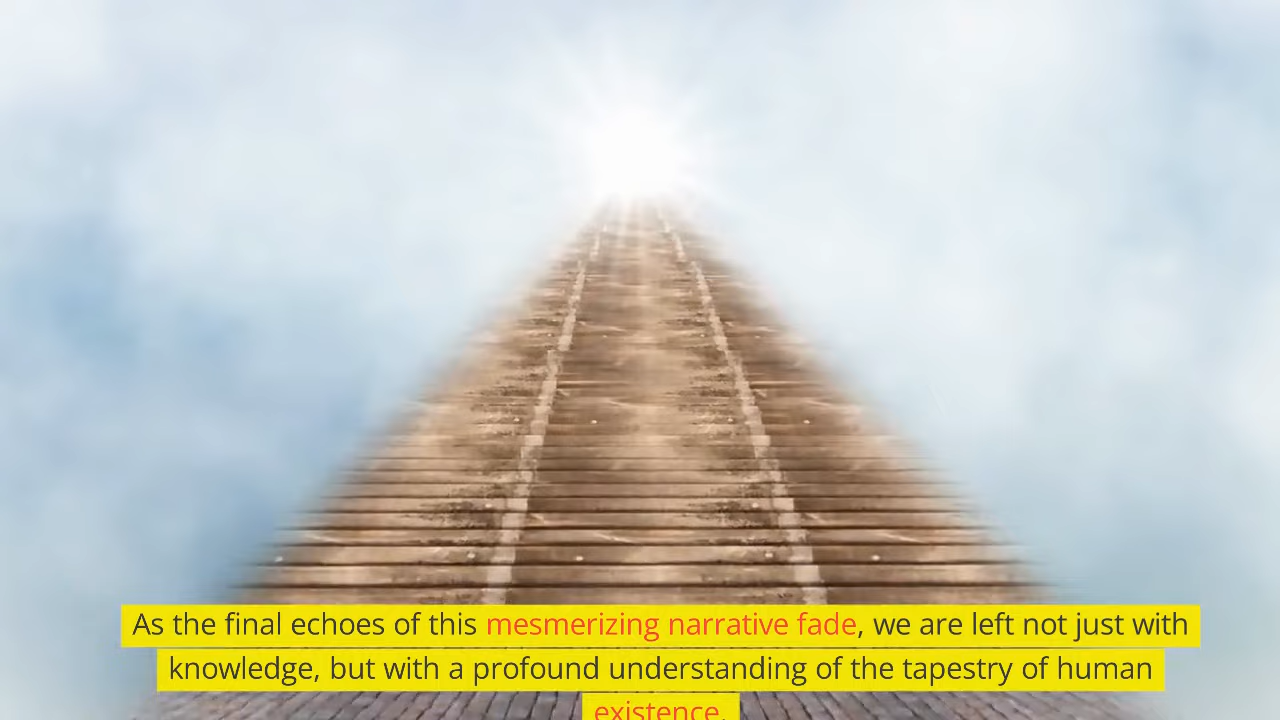 As the final echoes of this mesmerizing narrative fade, we are left not just with
knowledge, but with a profound understanding of the tapestry of human
existence.